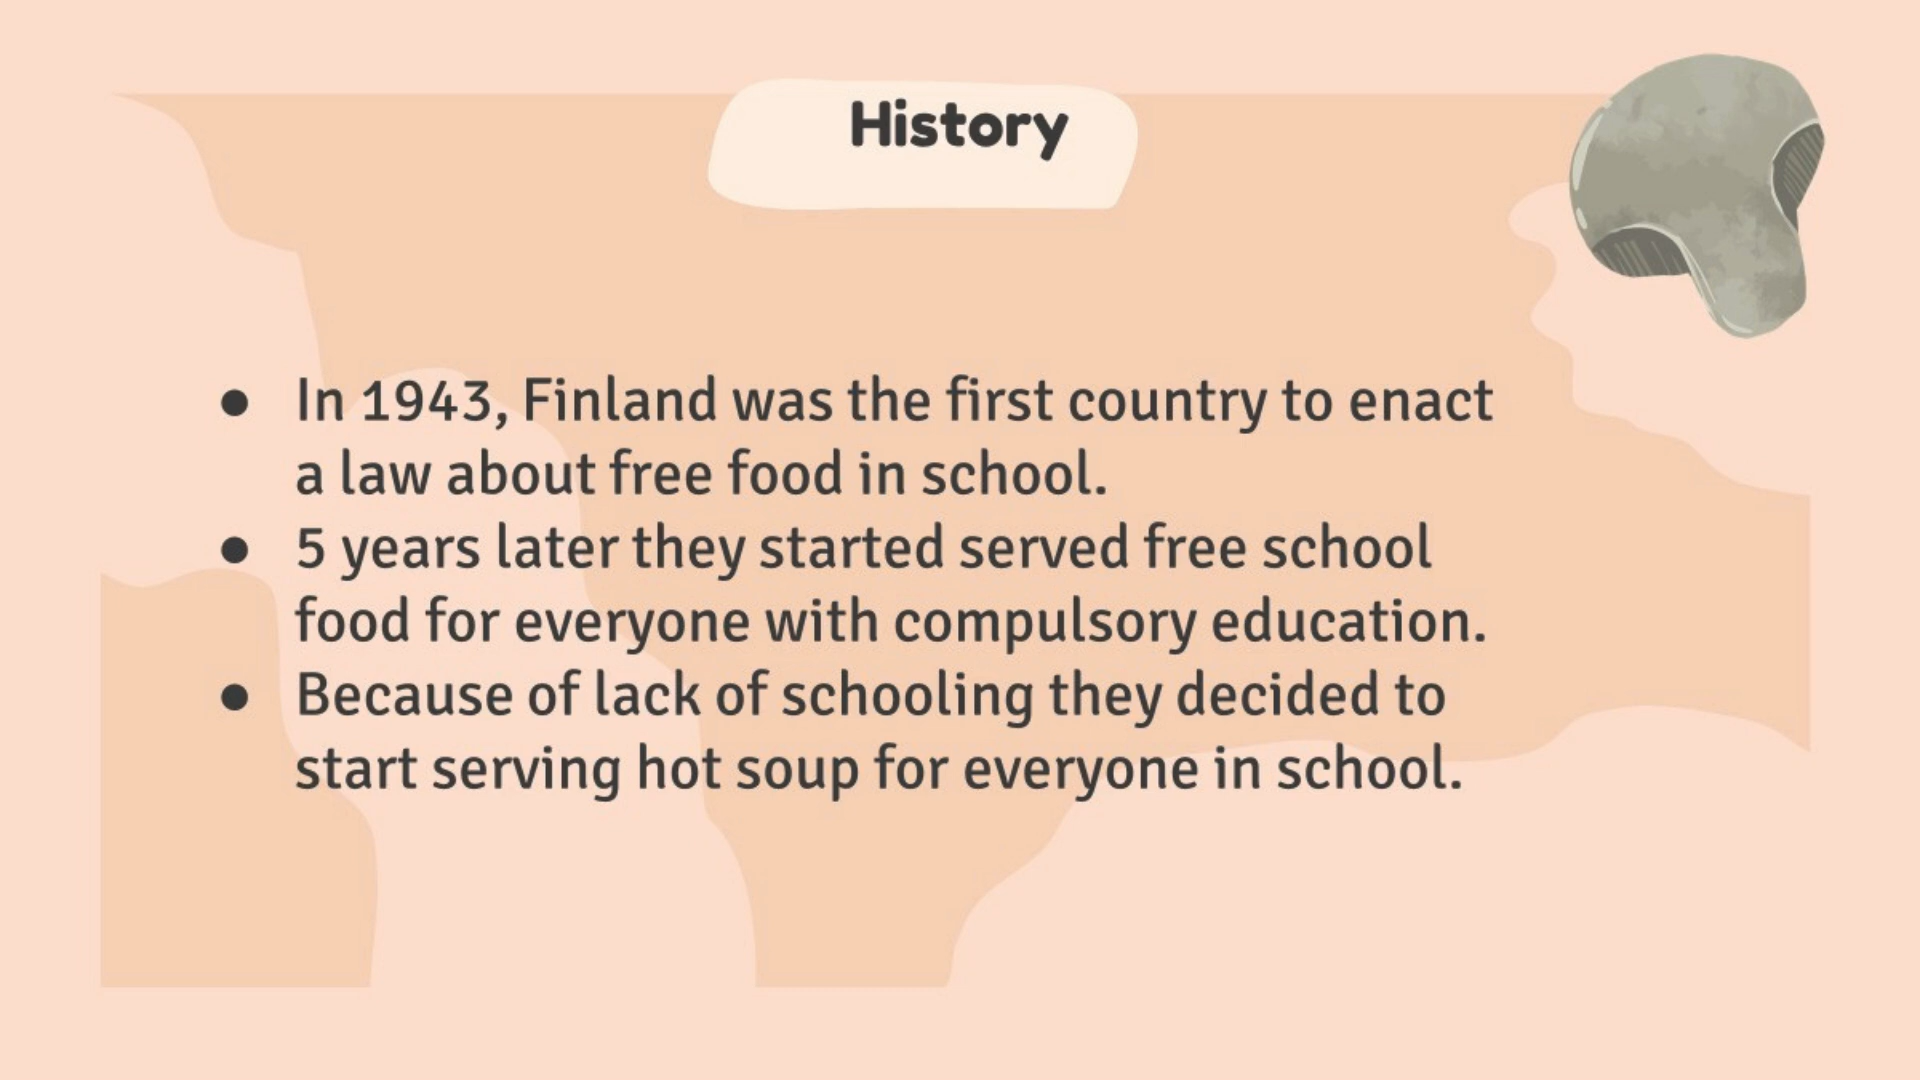 History
● In 1943, Finland was the first country to enact
a law about free food in school.
● 5 years later they started served free school
food for everyone with compulsory education.
● Because of lack of schooling they decided to
start serving hot soup for everyone in school.